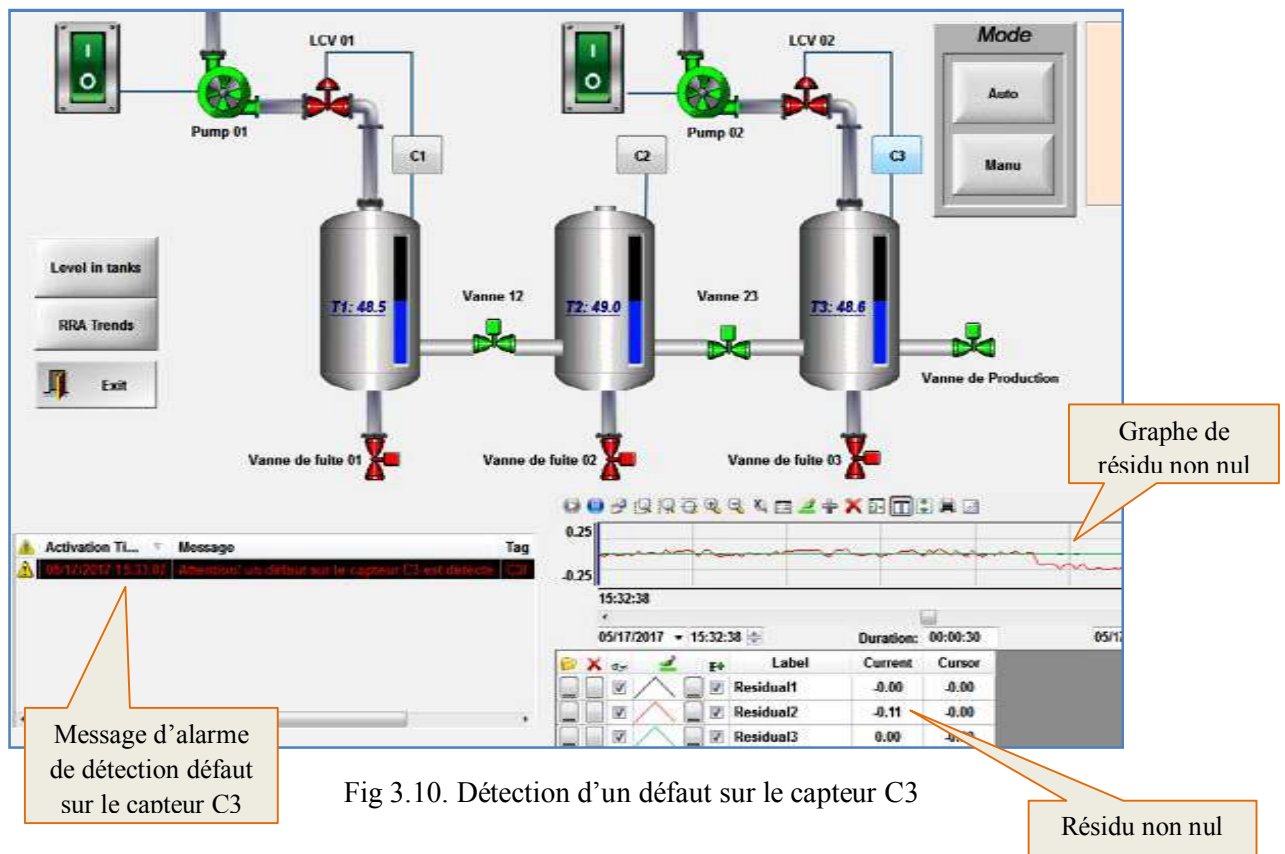 LCV 01
LCV 02
Mode
I
O
I
O
Auto
Pump 01
Pump 02
C1
C2
C3
Manu
Level in tanks
RRA Trends
Exit
Vanne 12
Vanne 23
T1: 48.5
T2: 49.0
T3: 48.6
Vanne de Production
Vanne de fuite 01
Vanne de fuite 02
Vanne de fuite 03
Graphe de
résidu non nul
Activation Ti... Message Tag
05/17/2017 15:33:07 Attention! un défaut sur le capteur C3 est détecté
0.25
-0.25
15:32:38
05/17/2017 15:32:38 Duration: 00:00:30 05/1
Label Current Cursor
Residual1 -0.00 -0.00
Residual2 -0.11 -0.00
Residual3 0.00
Message d'alarme
de détection défaut
sur le capteur C3
Fig 3.10. Détection d'un défaut sur le capteur C3
Résidu non nul